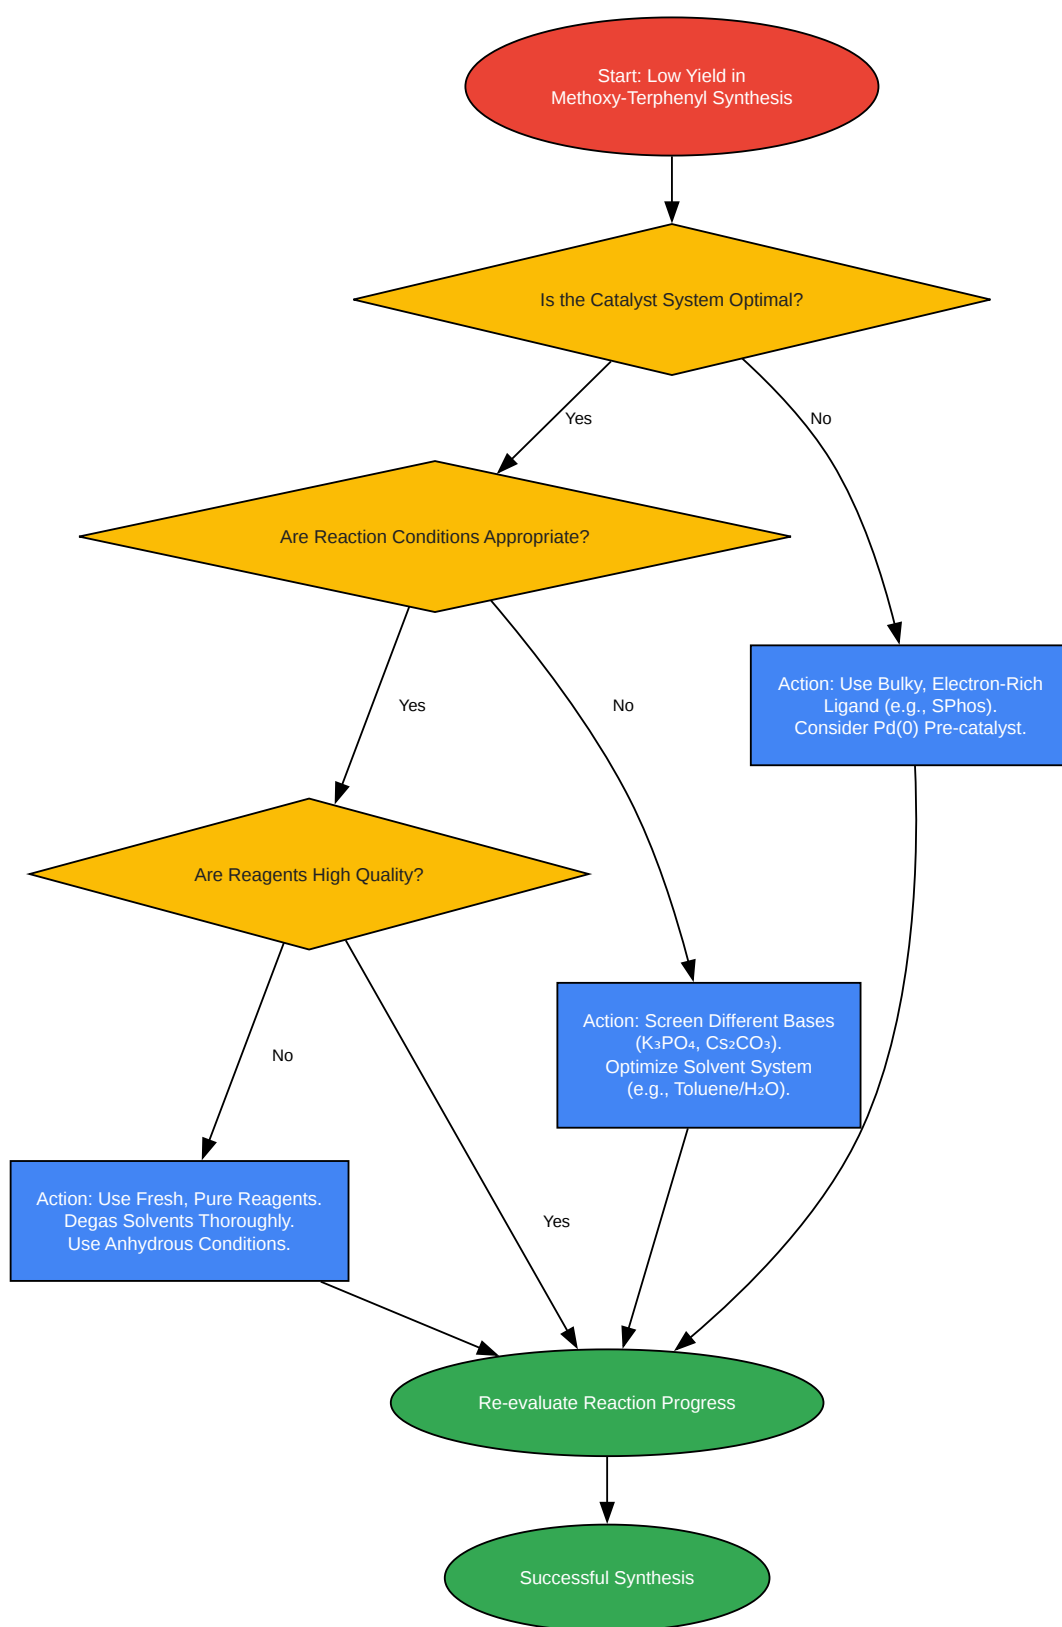 Start: Low Yield in
Methoxy-Terphenyl Synthesis
Is the Catalyst System Optimal?
Yes
No
Are Reaction Conditions Appropriate?
Action: Use Bulky, Electron-Rich
Ligand (e.g., SPhos).
Consider Pd(0) Pre-catalyst.
Yes
No
Are Reagents High Quality?
Action: Screen Different Bases
(K₃PO₄, Cs₂CO₃).
Optimize Solvent System
(e.g., Toluene/H₂O).
No
Action: Use Fresh, Pure Reagents.
Degas Solvents Thoroughly.
Use Anhydrous Conditions.
Yes
Re-evaluate Reaction Progress
Successful Synthesis